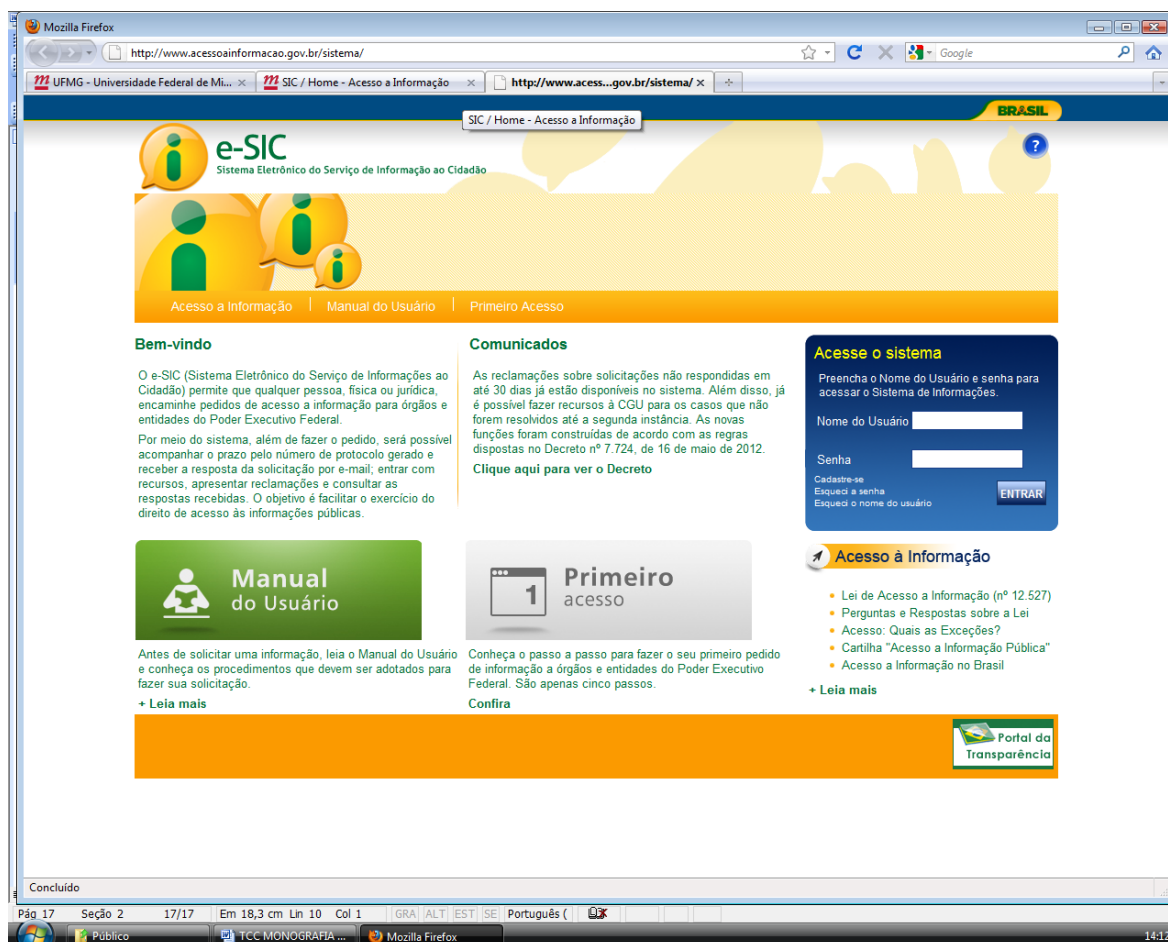 Mozilla Firefox
http://www.acessoainformacao.gov.br/sistema/
Google
UFMG - Universidade Federal de Mi...
SIC / Home - Acesso a Informação
http://www.acess...gov.br/sistema/
BRASIL
SIC / Home - Acesso a Informação
e-SIC
Sistema Eletrônico do Serviço de Informação ao Cidadão
?
Acesso a Informação
Manual do Usuário
Primeiro Acesso
Bem-vindo
O e-SIC (Sistema Eletrônico do Serviço de Informações ao
Cidadão) permite que qualquer pessoa, física ou jurídica,
encaminhe pedidos de acesso a informação para órgãos e
entidades do Poder Executivo Federal.
Por meio do sistema, além de fazer o pedido, será possível
acompanhar o prazo pelo número de protocolo gerado e
receber a resposta da solicitação por e-mail; entrar com
recursos, apresentar reclamações e consultar as
respostas recebidas. O objetivo é facilitar o exercício do
direito de acesso às informações públicas.
Comunicados
As reclamações sobre solicitações não respondidas em
até 30 dias já estão disponíveis no sistema. Além disso, já
é possível fazer recursos à CGU para os casos que não
forem resolvidos até a segunda instância. As novas
funções foram construídas de acordo com as regras
dispostas no Decreto nº 7.724, de 16 de maio de 2012.
Clique aqui para ver o Decreto
Acesse o sistema
Preencha o Nome do Usuário e senha para
acessar o Sistema de Informações.
Nome do Usuário
Senha
Cadastre-se
Esqueci a senha
Esqueci o nome do usuário
ENTRAR
Manual
do Usuário
Antes de solicitar uma informação, leia o Manual do Usuário
e conheça os procedimentos que devem ser adotados para
fazer sua solicitação.
+ Leia mais
1
Primeiro
acesso
Conheça o passo a passo para fazer o seu primeiro pedido
de informação a órgãos e entidades do Poder Executivo
Federal. São apenas cinco passos.
Confira
Acesso à Informação
Lei de Acesso a Informação (nº 12.527)
Perguntas e Respostas sobre a Lei
Acesso: Quais as Exceções?
Cartilha "Acesso a Informação Pública"
Acesso a Informação no Brasil
+ Leia mais
Portal da
Transparência
Concluído
Pág 17 Seção 2 17/17 Em 18,3 cm Lin 10 Col 1 GRA ALT EST SE Português (
Público
TCC MONOGRAFIA ...
Mozilla Firefox
14:12